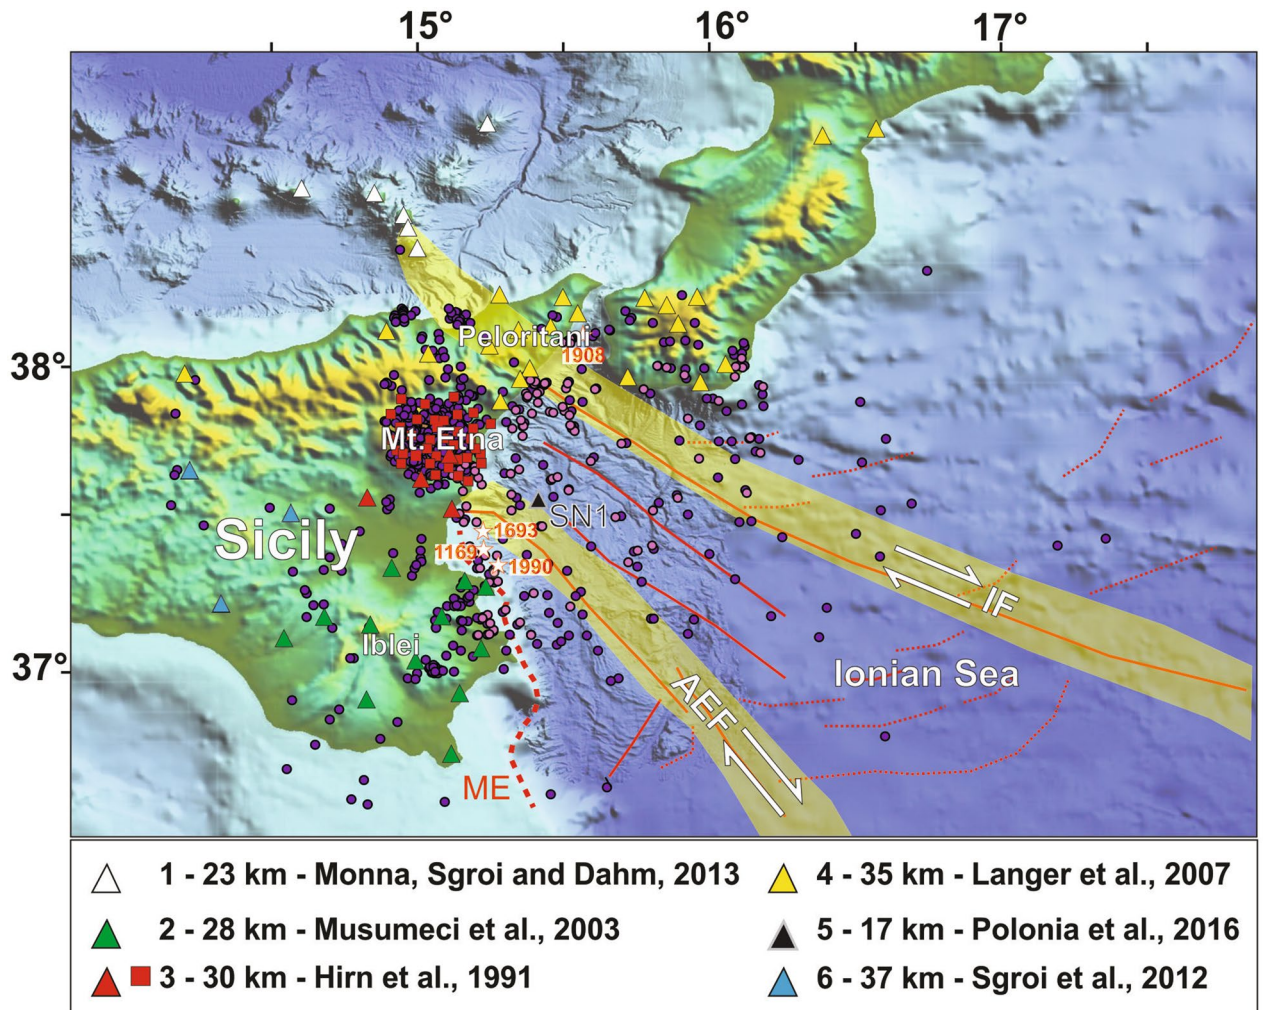 15° 16° 17°
Peloritani
1908
38°
Mt. Etna
SN1
Sicily
1693
1169
1990
IF
Iblei
37°
Ionian Sea
AEF
ME
1 - 23 km - Monna, Sgroi and Dahm, 2013
4 - 35 km - Langer et al., 2007
2 - 28 km - Musumeci et al., 2003
5 - 17 km - Polonia et al., 2016
3 - 30 km - Hirn et al., 1991
6 - 37 km - Sgroi et al., 2012